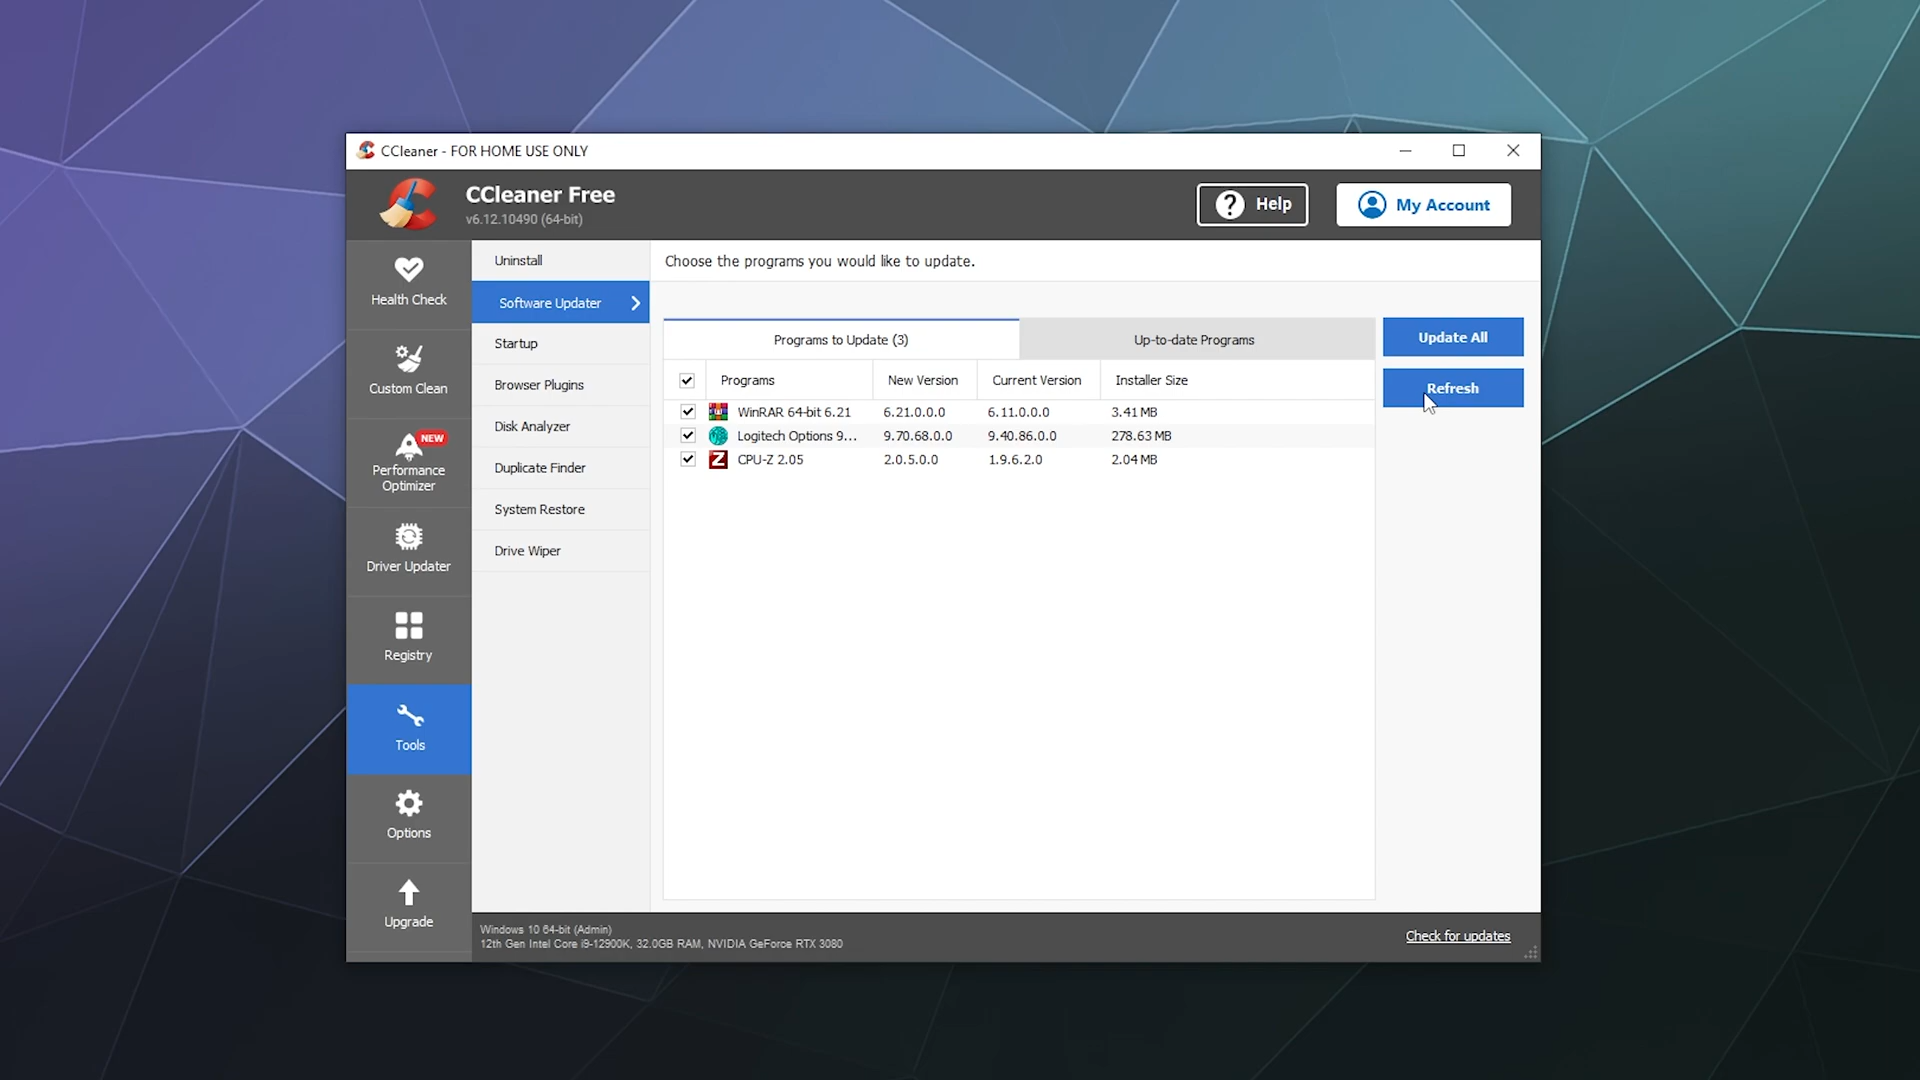 CCleaner - FOR HOME USE ONLY
CCleaner Free
v6.12.10490 (64-bit)
? Help
My Account
Health Check
Custom Clean
NEW
Performance
Optimizer
Driver Updater
Registry
Tools
Options
Upgrade
Uninstall
Software Updater
Startup
Browser Plugins
Disk Analyzer
Duplicate Finder
System Restore
Drive Wiper
Choose the programs you would like to update.
Programs to Update (3) Up-to-date Programs
Update All
Refresh
Programs New Version Current Version Installer Size
WinRAR 64-bit 6.21 6.21.0.0.0 6.11.0.0.0 3.41 MB
Logitech Options 9... 9.70.68.0.0 9.40.86.0.0 278.63 MB
Z CPU-Z 2.05 2.0.5.0.0 1.9.6.2.0 2.04 MB
Windows 10 64-bit (Admin)
12th Gen Intel Core i9-12900K, 32.0GB RAM, NVIDIA GeForce RTX 3080
Check for updates